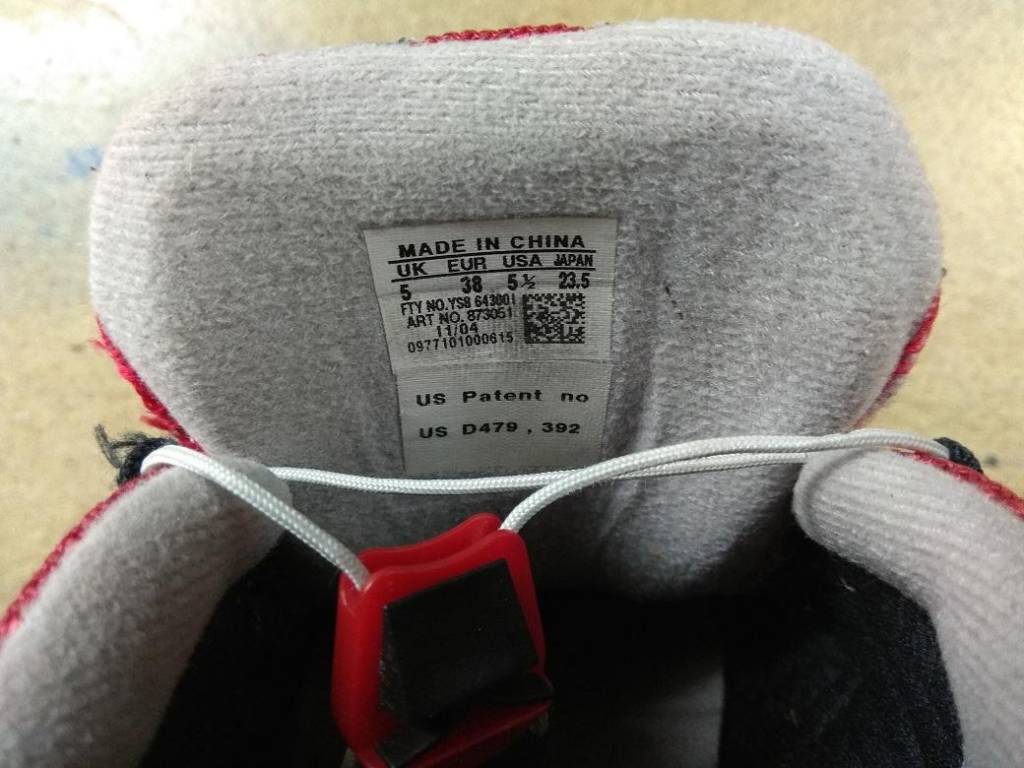 MADE IN CHINA
UK EUR USA JAPAN
5 38 5½ 23.5
FTY NO.YS8 643001
ART NO. 873051
11/04
0977101000615
US Patent no
US D479 , 392